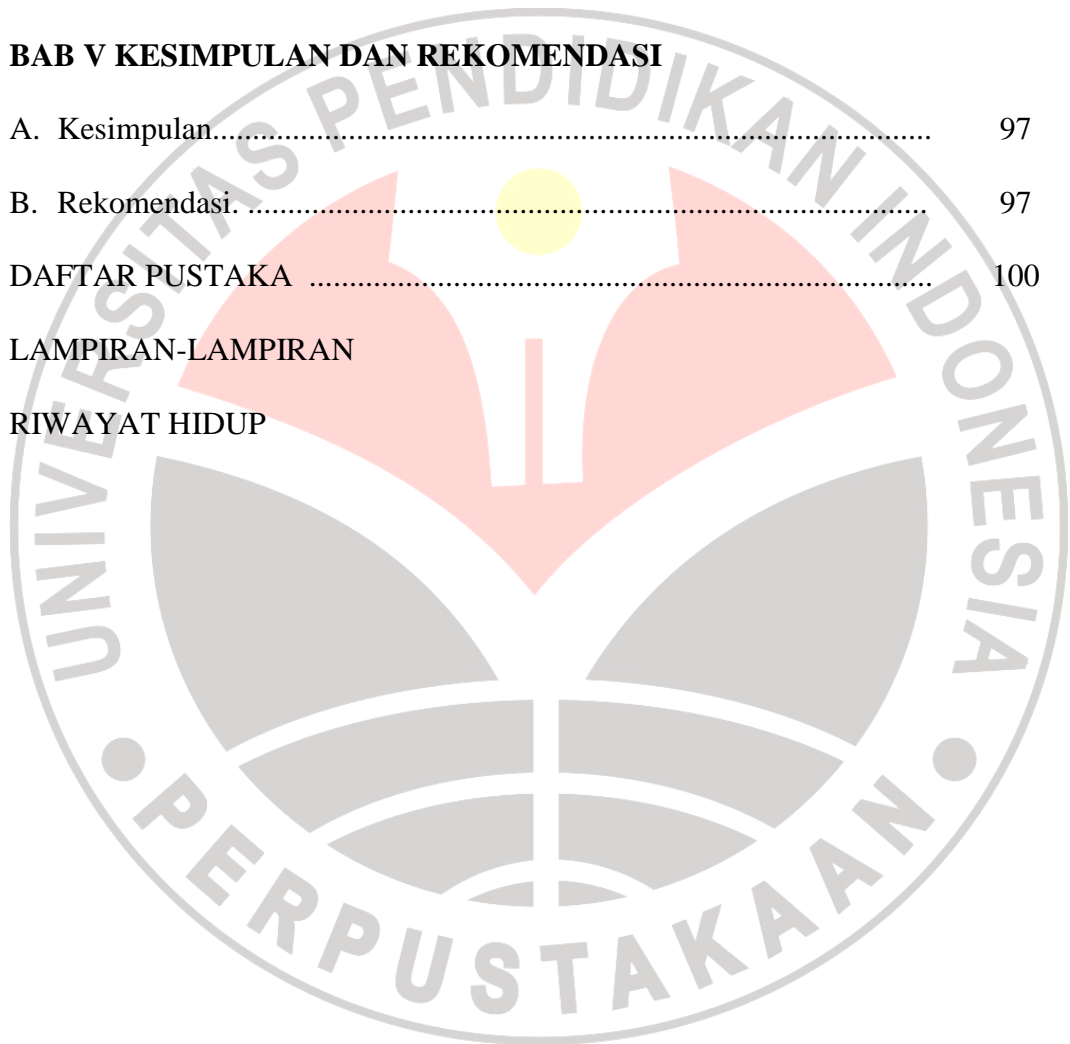 BAB V KESIMPULAN DAN REKOMENDASI
A. Kesimpulan.......................................................................................... 97
B. Rekomendasi. ..................................................................................... 97
DAFTAR PUSTAKA .............................................................................. 100
LAMPIRAN-LAMPIRAN
RIWAYAT HIDUP
UNIVERSITAS PENDIDIKAN INDONESIA
PERPUSTAKAAN